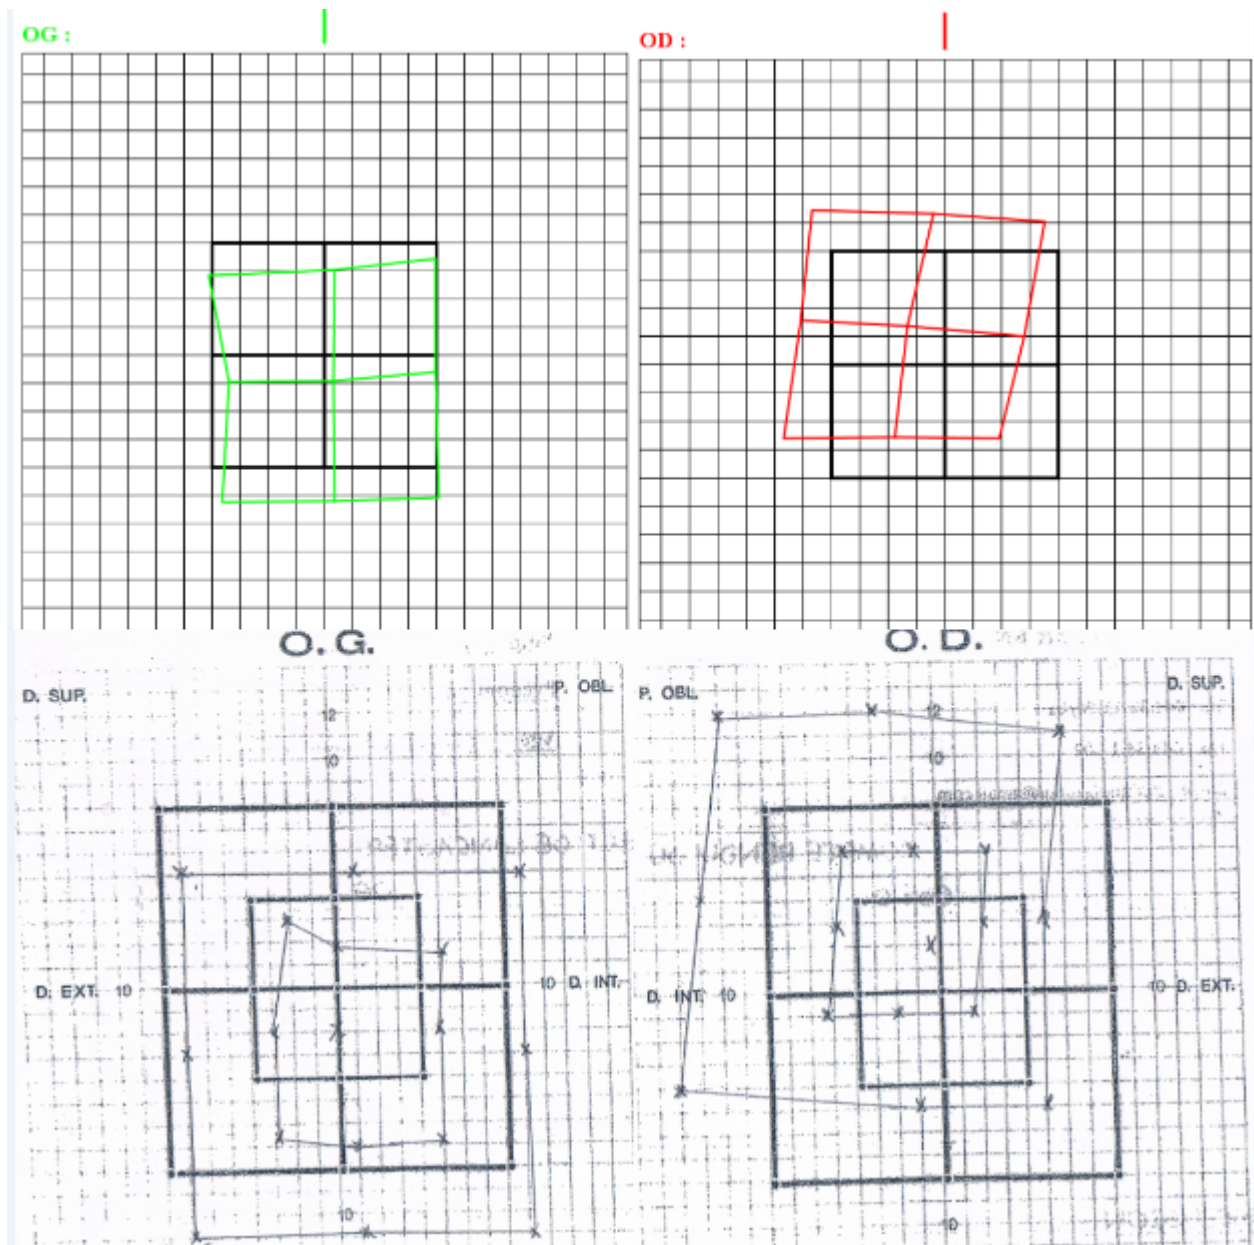 OG :
OD :
O. G.
O. D.
D. SUP.
P. OBL.
P. OBL.
D. SUP.
12
10
12
10
D. EXT. 10
10 D. INT.
D. INT. 10
10 D. EXT.
10
10